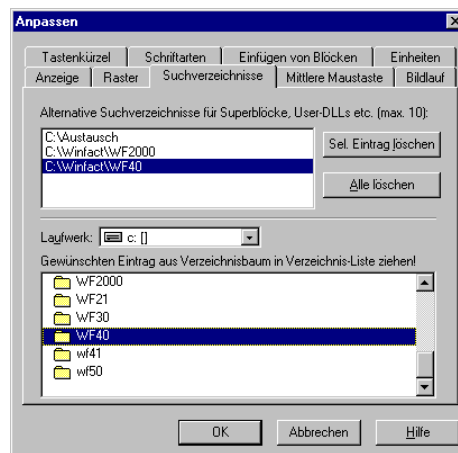 Anpassen
Tastenkürzel Schriftarten Einfügen von Blöcken Einheiten
Anzeige Raster Suchverzeichnisse Mittlere Maustaste Bildlauf
Alternative Suchverzeichnisse für Superblöcke, User-DLLs etc. (max. 10):
C:\Austausch
C:\Winfact\WF2000
C:\Winfact\WF40
Sel. Eintrag löschen
Alle löschen
Laufwerk: c: []
Gewünschten Eintrag aus Verzeichnisbaum in Verzeichnis-Liste ziehen!
WF2000
WF21
WF30
WF40
wf41
wf50
OK Abbrechen Hilfe